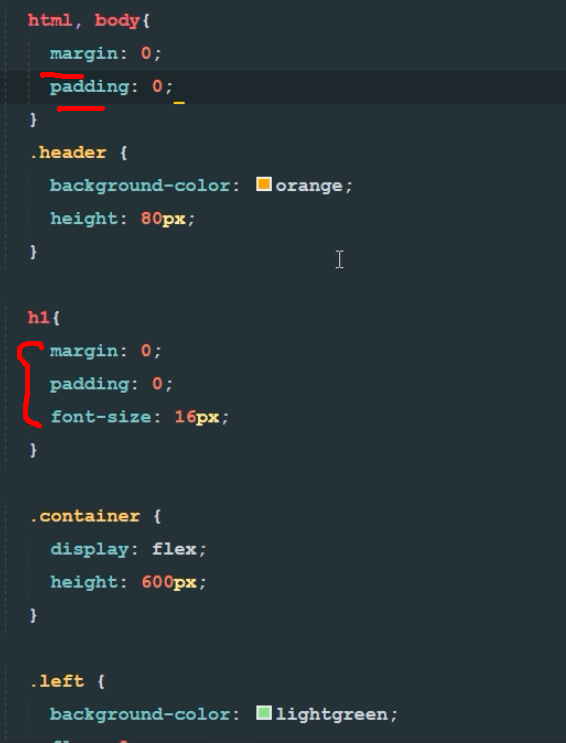 html, body{
margin: 0;
padding: 0;
}
.header {
background-color: orange;
height: 80px;
}
h1{
margin: 0;
padding: 0;
font-size: 16px;
}
.container {
display: flex;
height: 600px;
}
.left {
background-color: lightgreen;